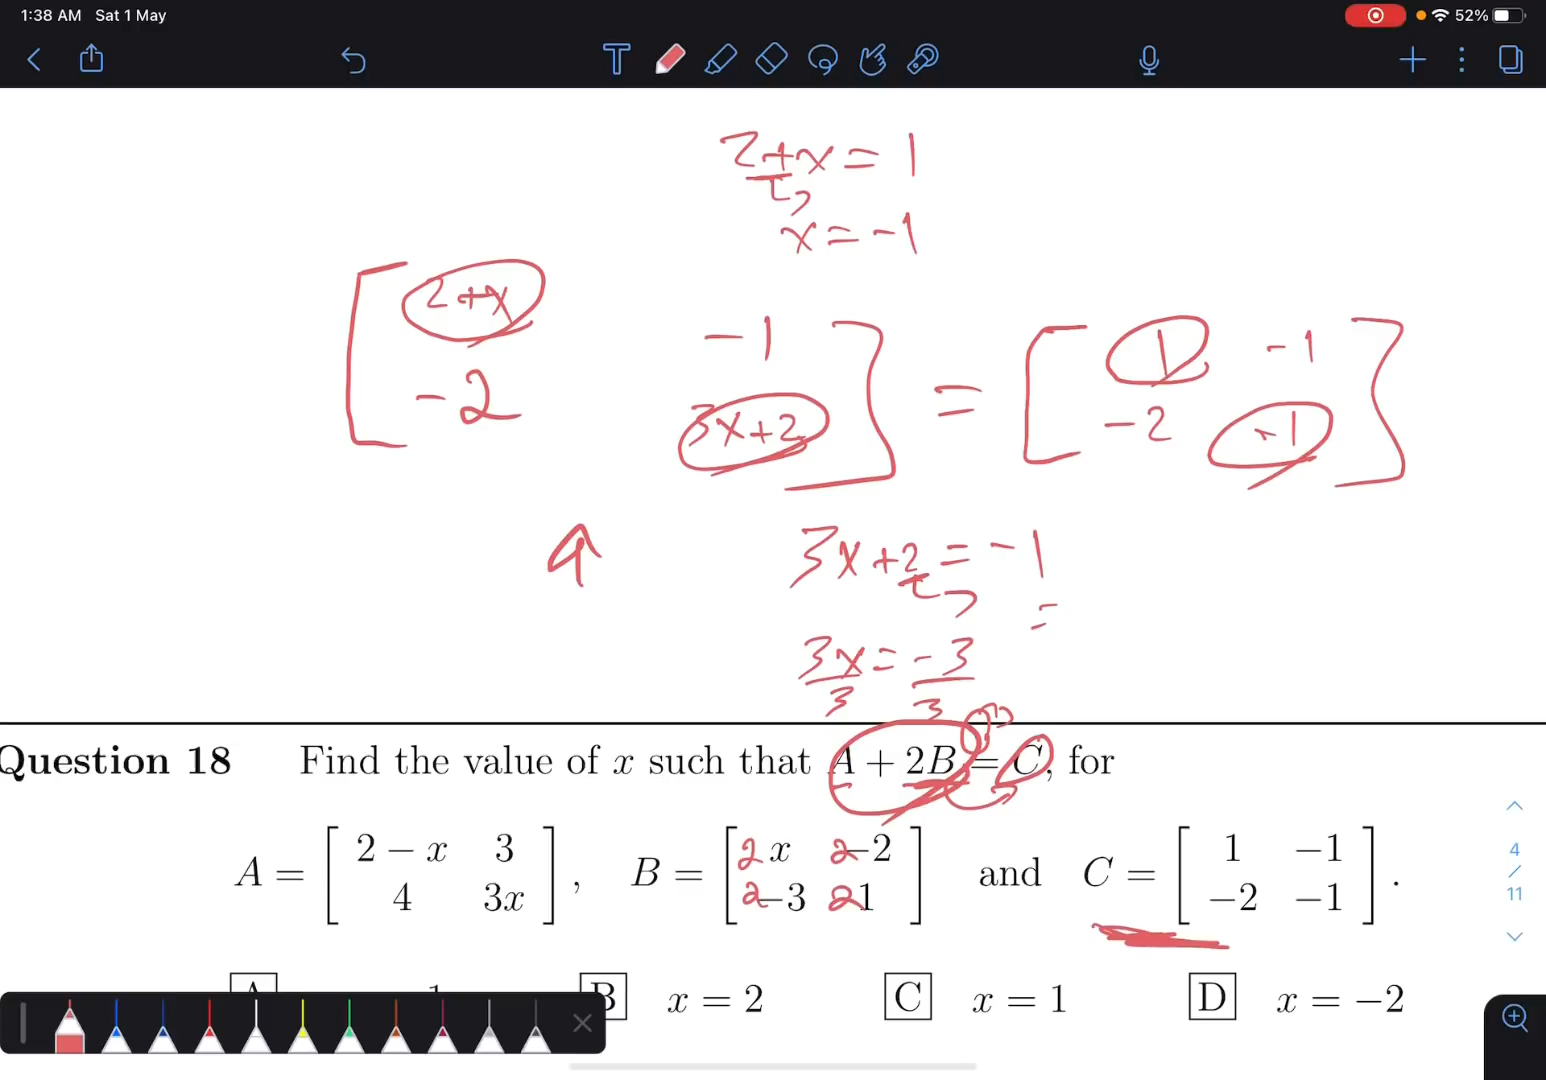 1:38 AM Sat 1 May
52%
T
2+x = 1
x = -1
2+x -1 = 1 -1
-2 3x+2 -2 -1
3x+2 = -1
=
3x = -3
3 3
Question 18 Find the value of x such that A + 2B = C, for
A = [ 2 − x 3 ], B = [ 2 x 2 −2 ] and C = [ 1 −1 ].
4 3x 2 −3 2 1 −2 −1
4
/
11
B x = 2 C x = 1 D x = −2